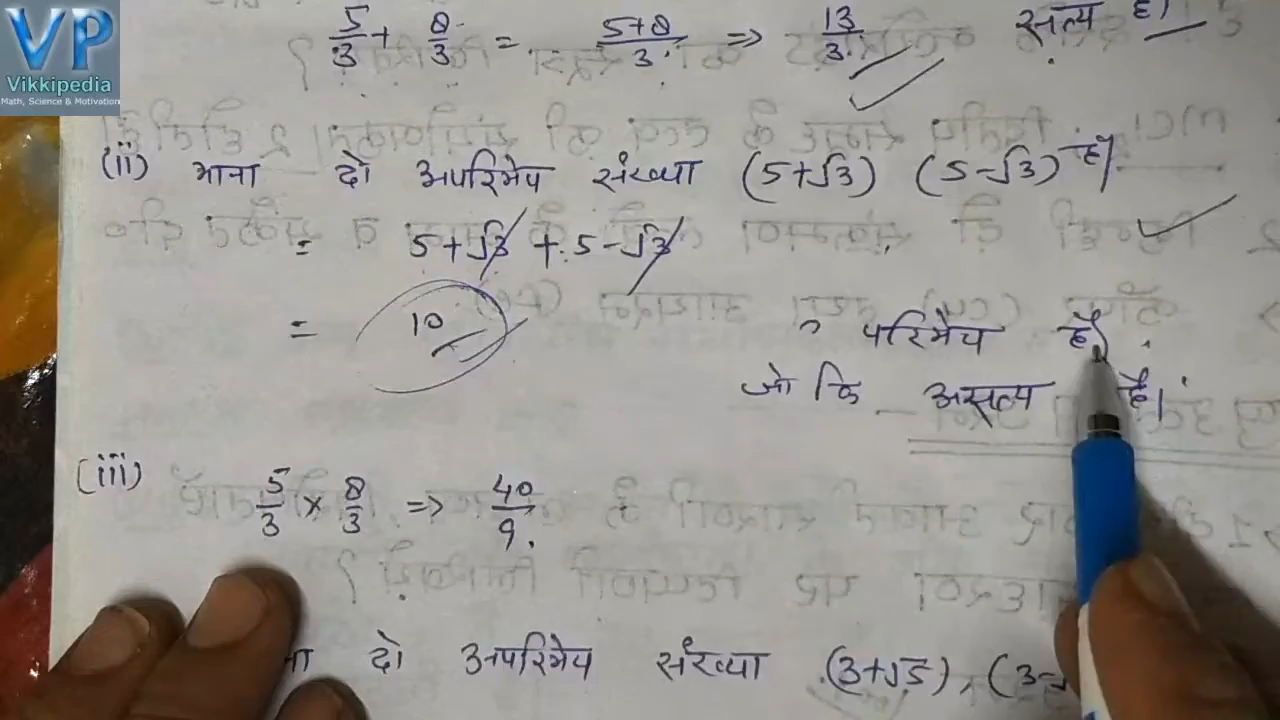 VP
Vikkipedia
Math, Science & Motivation
5/3 + 8/3 = 5+8/3 => 13/3 सत्य है।
(ii) माना दो अपरिमेय संख्या (5+√3) (5-√3) है।
= 5+√3 + 5-√3
= 10
परिमेय है
जो कि असत्य है।
(iii)
5/3 × 8/3 => 40/9.
दो अपरिमेय संख्या (3+√5), (3-